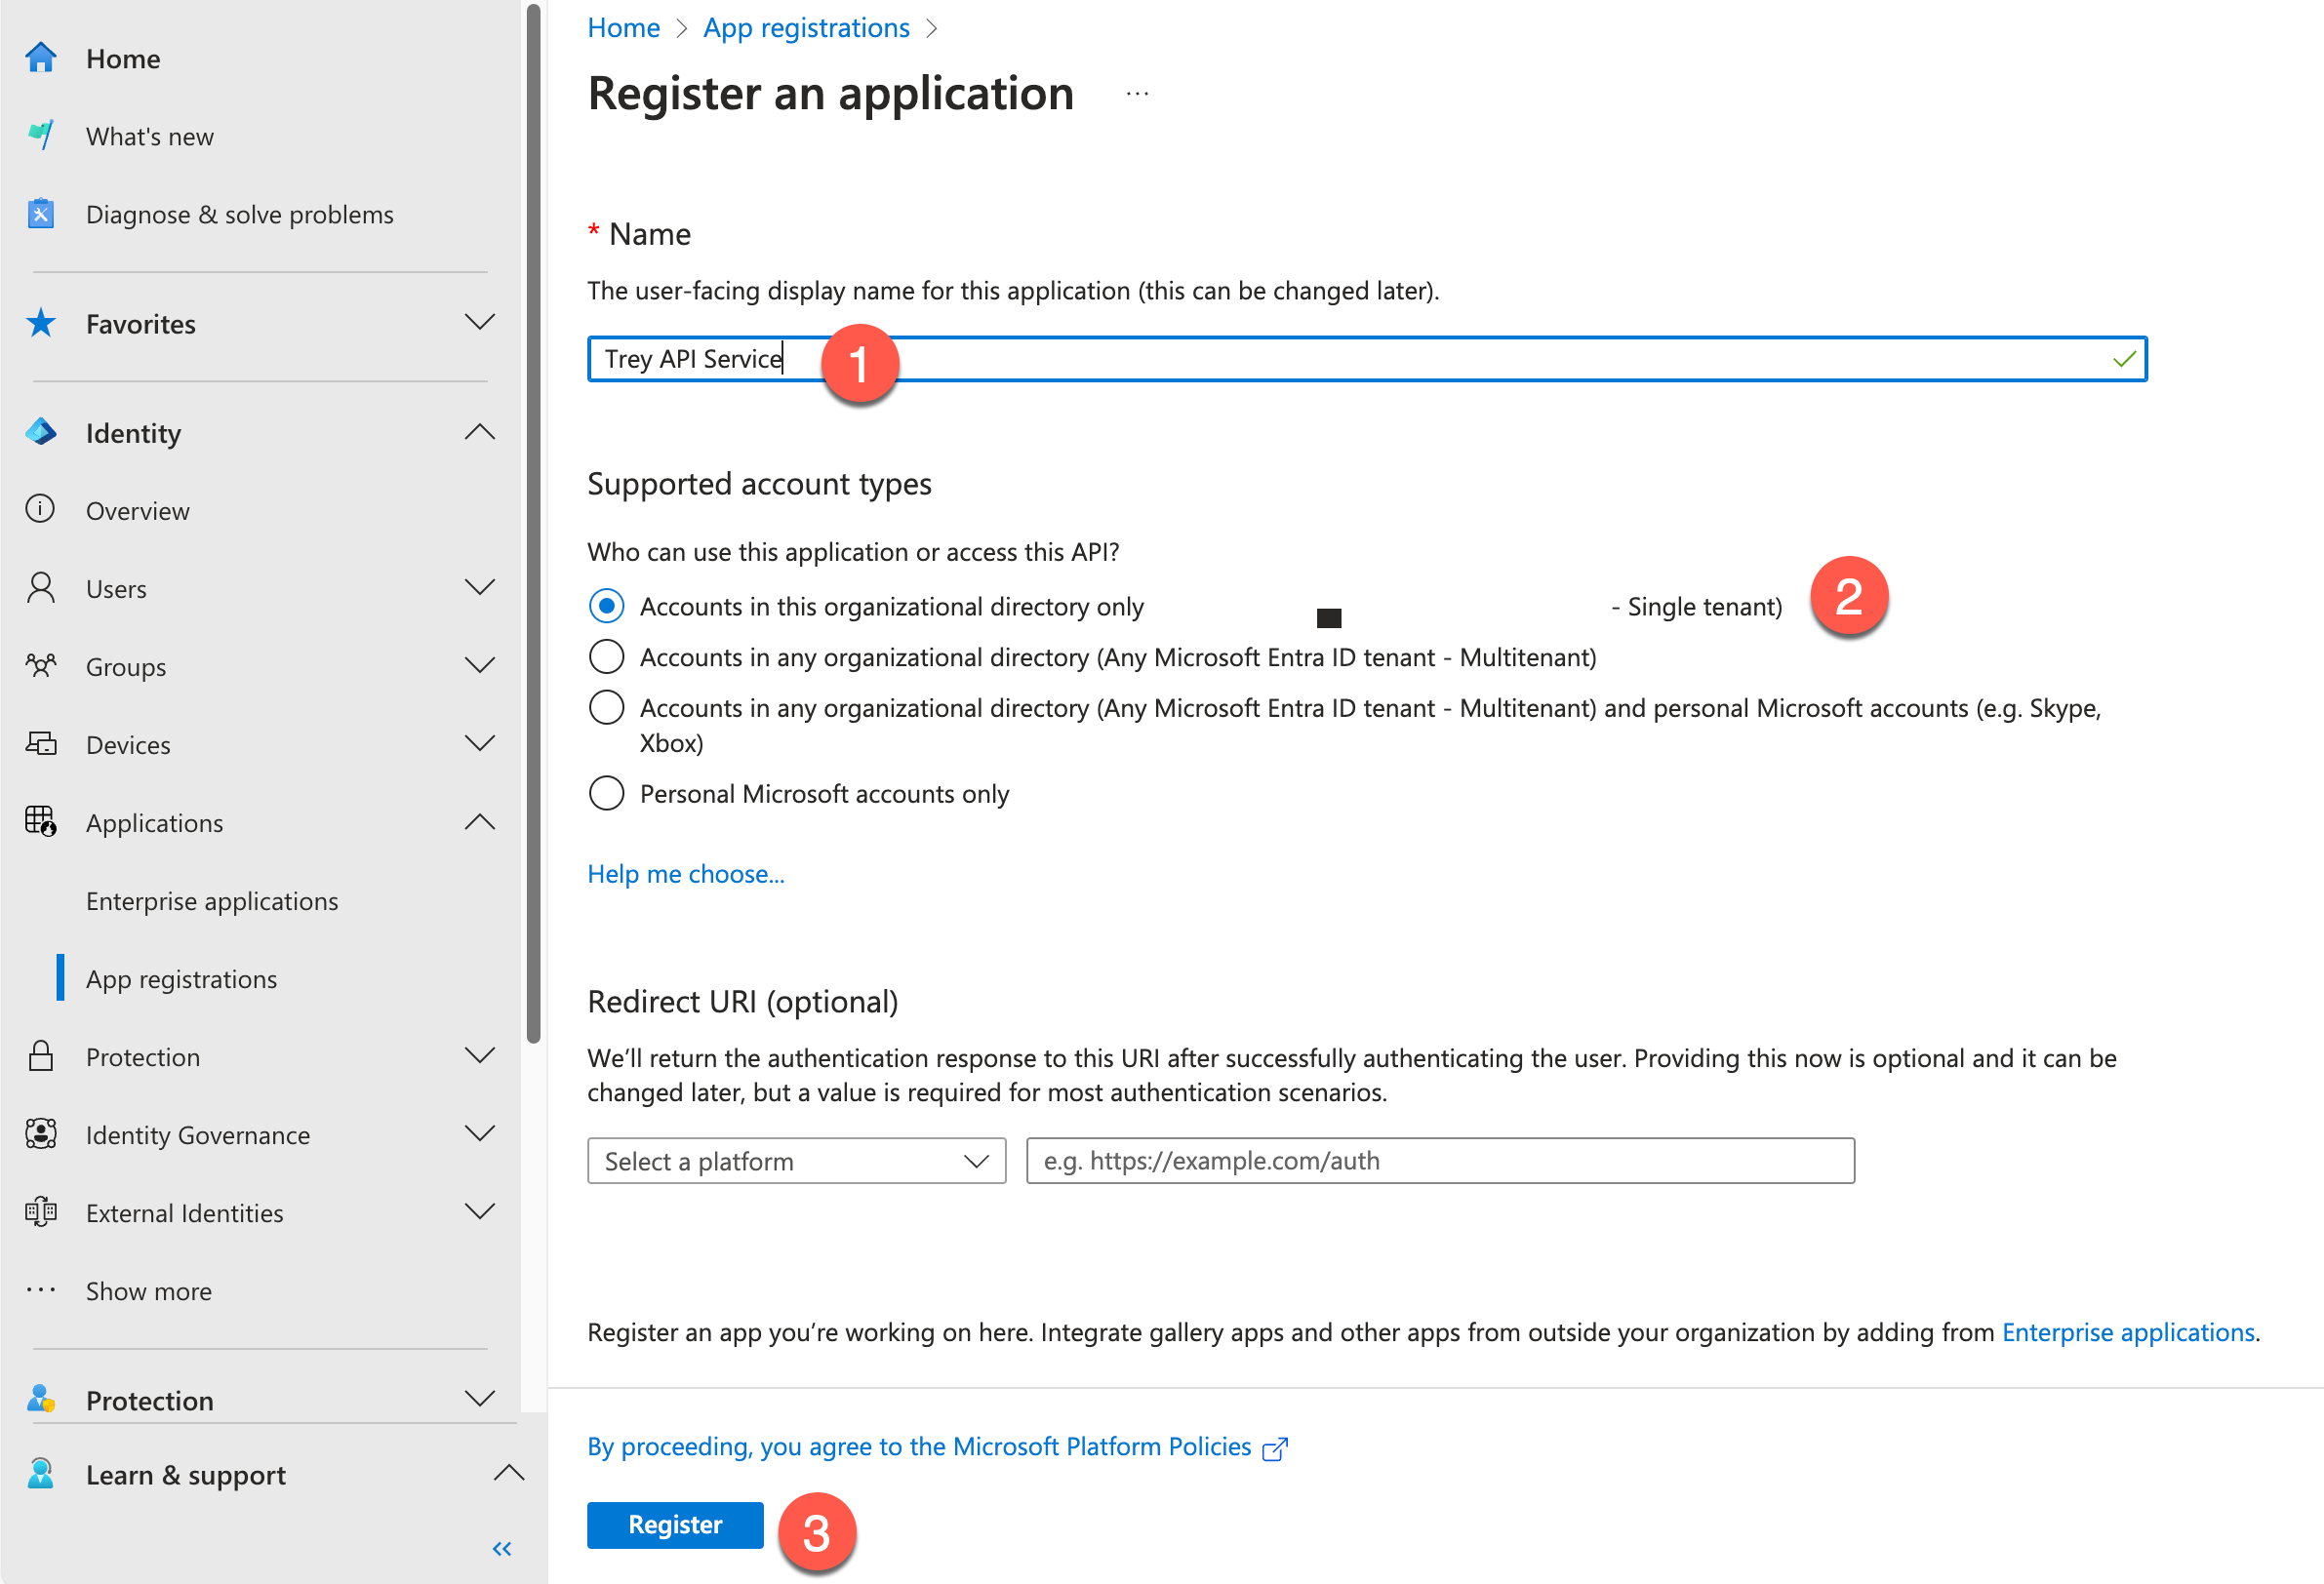 Home
What's new
Diagnose & solve problems
Favorites
Identity
Overview
Users
Groups
Devices
Applications
Enterprise applications
App registrations
Protection
Identity Governance
External Identities
Show more
Protection
Learn & support
Home > App registrations >
Register an application ...
* Name
The user-facing display name for this application (this can be changed later).
Trey API Service 1
Supported account types
Who can use this application or access this API?
Accounts in this organizational directory only - Single tenant) 2
Accounts in any organizational directory (Any Microsoft Entra ID tenant - Multitenant)
Accounts in any organizational directory (Any Microsoft Entra ID tenant - Multitenant) and personal Microsoft accounts (e.g. Skype,
Xbox)
Personal Microsoft accounts only
Help me choose...
Redirect URI (optional)
We’ll return the authentication response to this URI after successfully authenticating the user. Providing this now is optional and it can be
changed later, but a value is required for most authentication scenarios.
Select a platform e.g. https://example.com/auth
Register an app you’re working on here. Integrate gallery apps and other apps from outside your organization by adding from Enterprise applications.
By proceeding, you agree to the Microsoft Platform Policies
Register 3